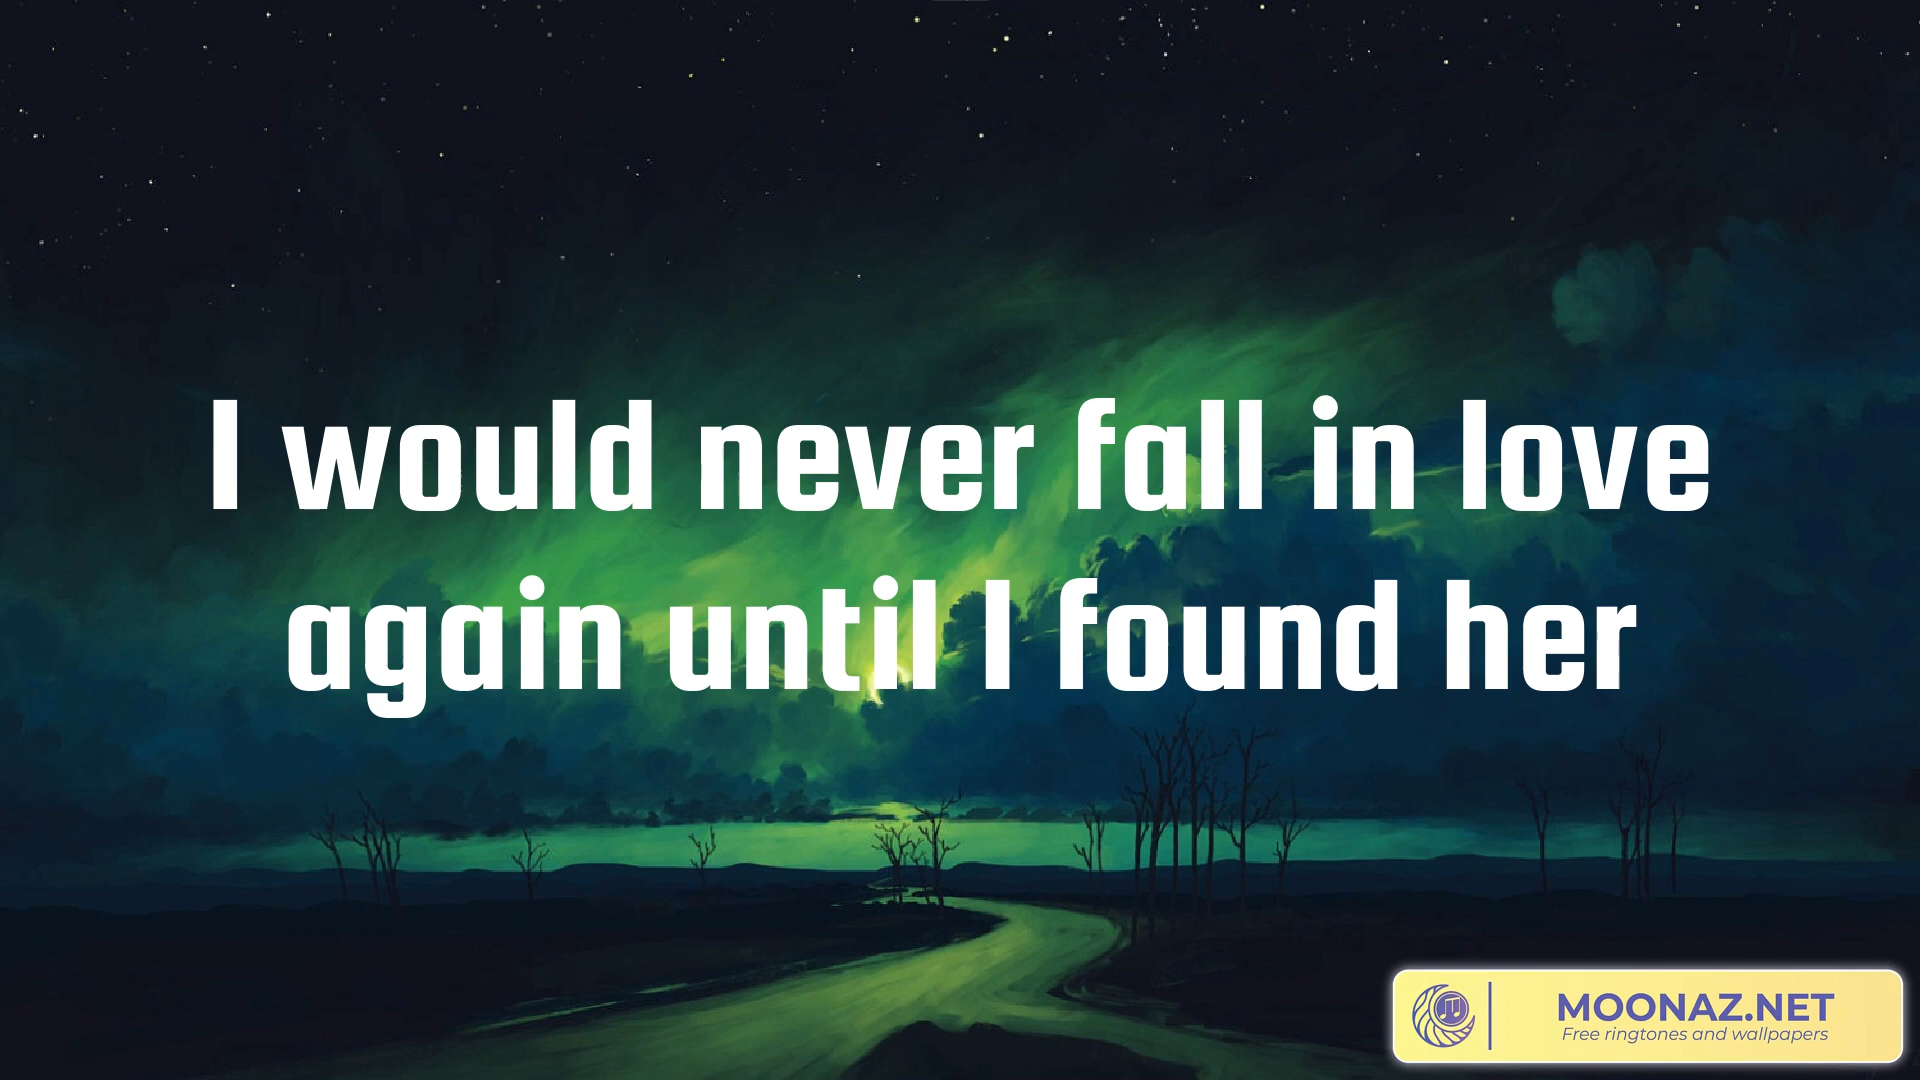 I would never fall in love
again until I found her
MOONAZ.NET
Free ringtones and wallpapers